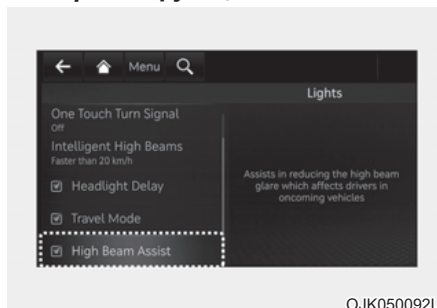 Menu
Lights
One Touch Turn Signal
Off
Intelligent High Beams
Faster than 20 km/h
Headlight Delay
Travel Mode
High Beam Assist
Assists in reducing the high beam
glare which affects drivers in
oncoming vehicles
OJK050092L